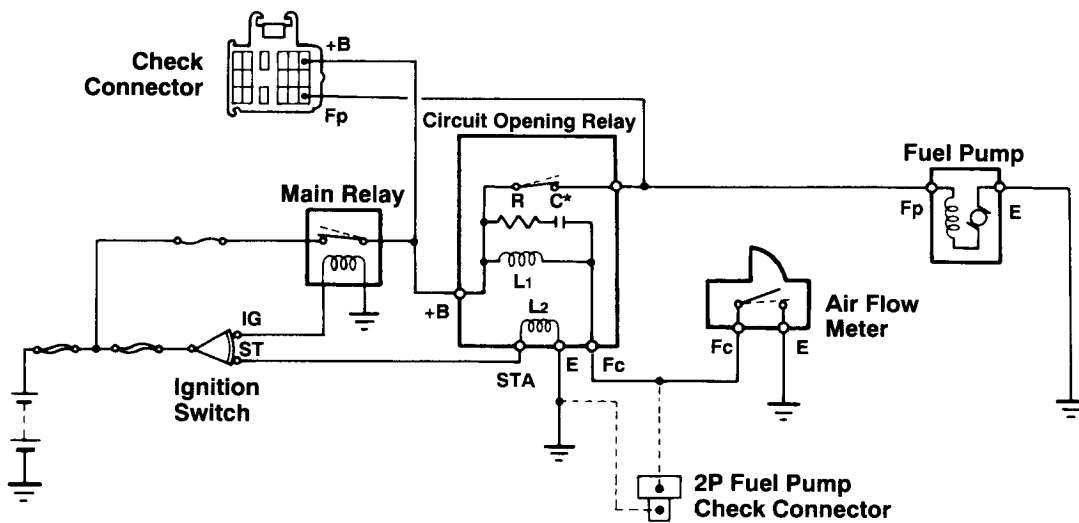 Check
Connector
+B
Fp
Circuit Opening Relay
Fuel Pump
Main Relay
R
C*
Fp
E
L1
+B
L2
Air Flow
Meter
IG
ST
Fc
E
STA
E
Fc
Ignition
Switch
2P Fuel Pump
Check Connector